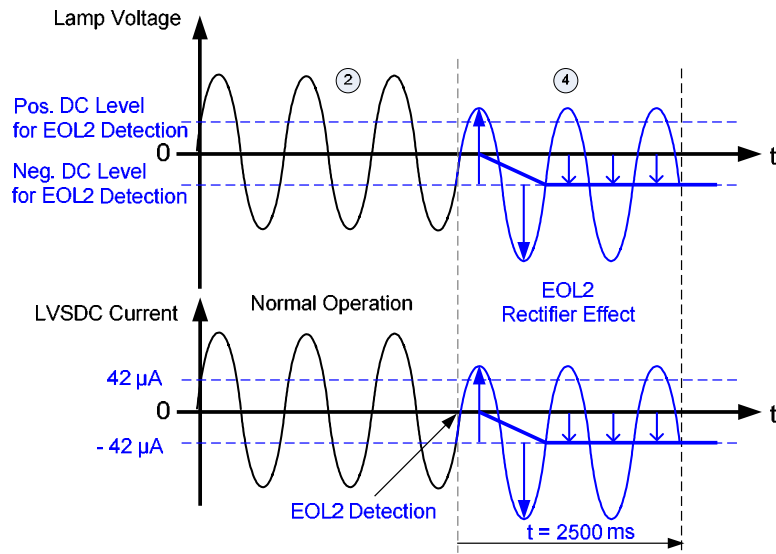 Lamp Voltage
2
4
Pos. DC Level
for EOL2 Detection
0
t
Neg. DC Level
for EOL2 Detection
LVSDC Current
Normal Operation
EOL2
Rectifier Effect
42 µA
0
t
- 42 µA
EOL2 Detection
t = 2500 ms